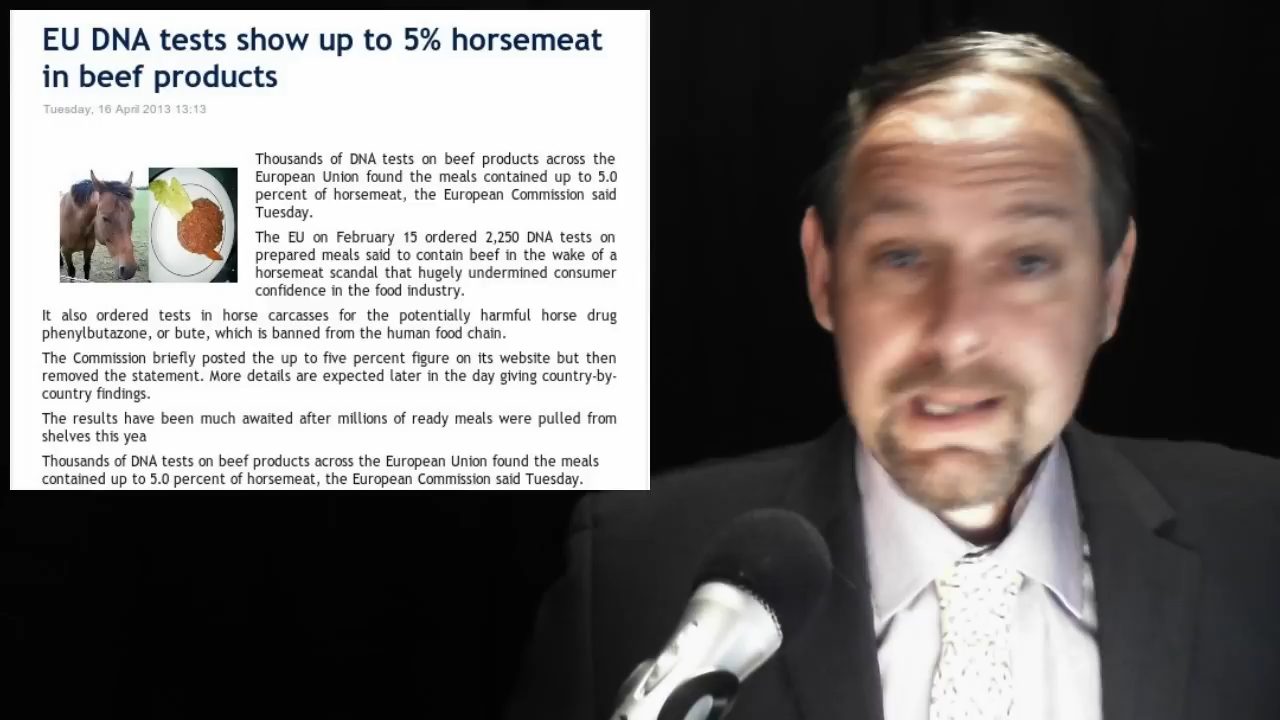 EU DNA tests show up to 5% horsemeat
in beef products
Tuesday, 16 April 2013 13:13
Thousands of DNA tests on beef products across the
European Union found the meals contained up to 5.0
percent of horsemeat, the European Commission said
Tuesday.
The EU on February 15 ordered 2,250 DNA tests on
prepared meals said to contain beef in the wake of a
horsemeat scandal that hugely undermined consumer
confidence in the food industry.
It also ordered tests in horse carcasses for the potentially harmful horse drug
phenylbutazone, or bute, which is banned from the human food chain.
The Commission briefly posted the up to five percent figure on its website but then
removed the statement. More details are expected later in the day giving country-by-
country findings.
The results have been much awaited after millions of ready meals were pulled from
shelves this yea
Thousands of DNA tests on beef products across the European Union found the meals
contained up to 5.0 percent of horsemeat, the European Commission said Tuesday.